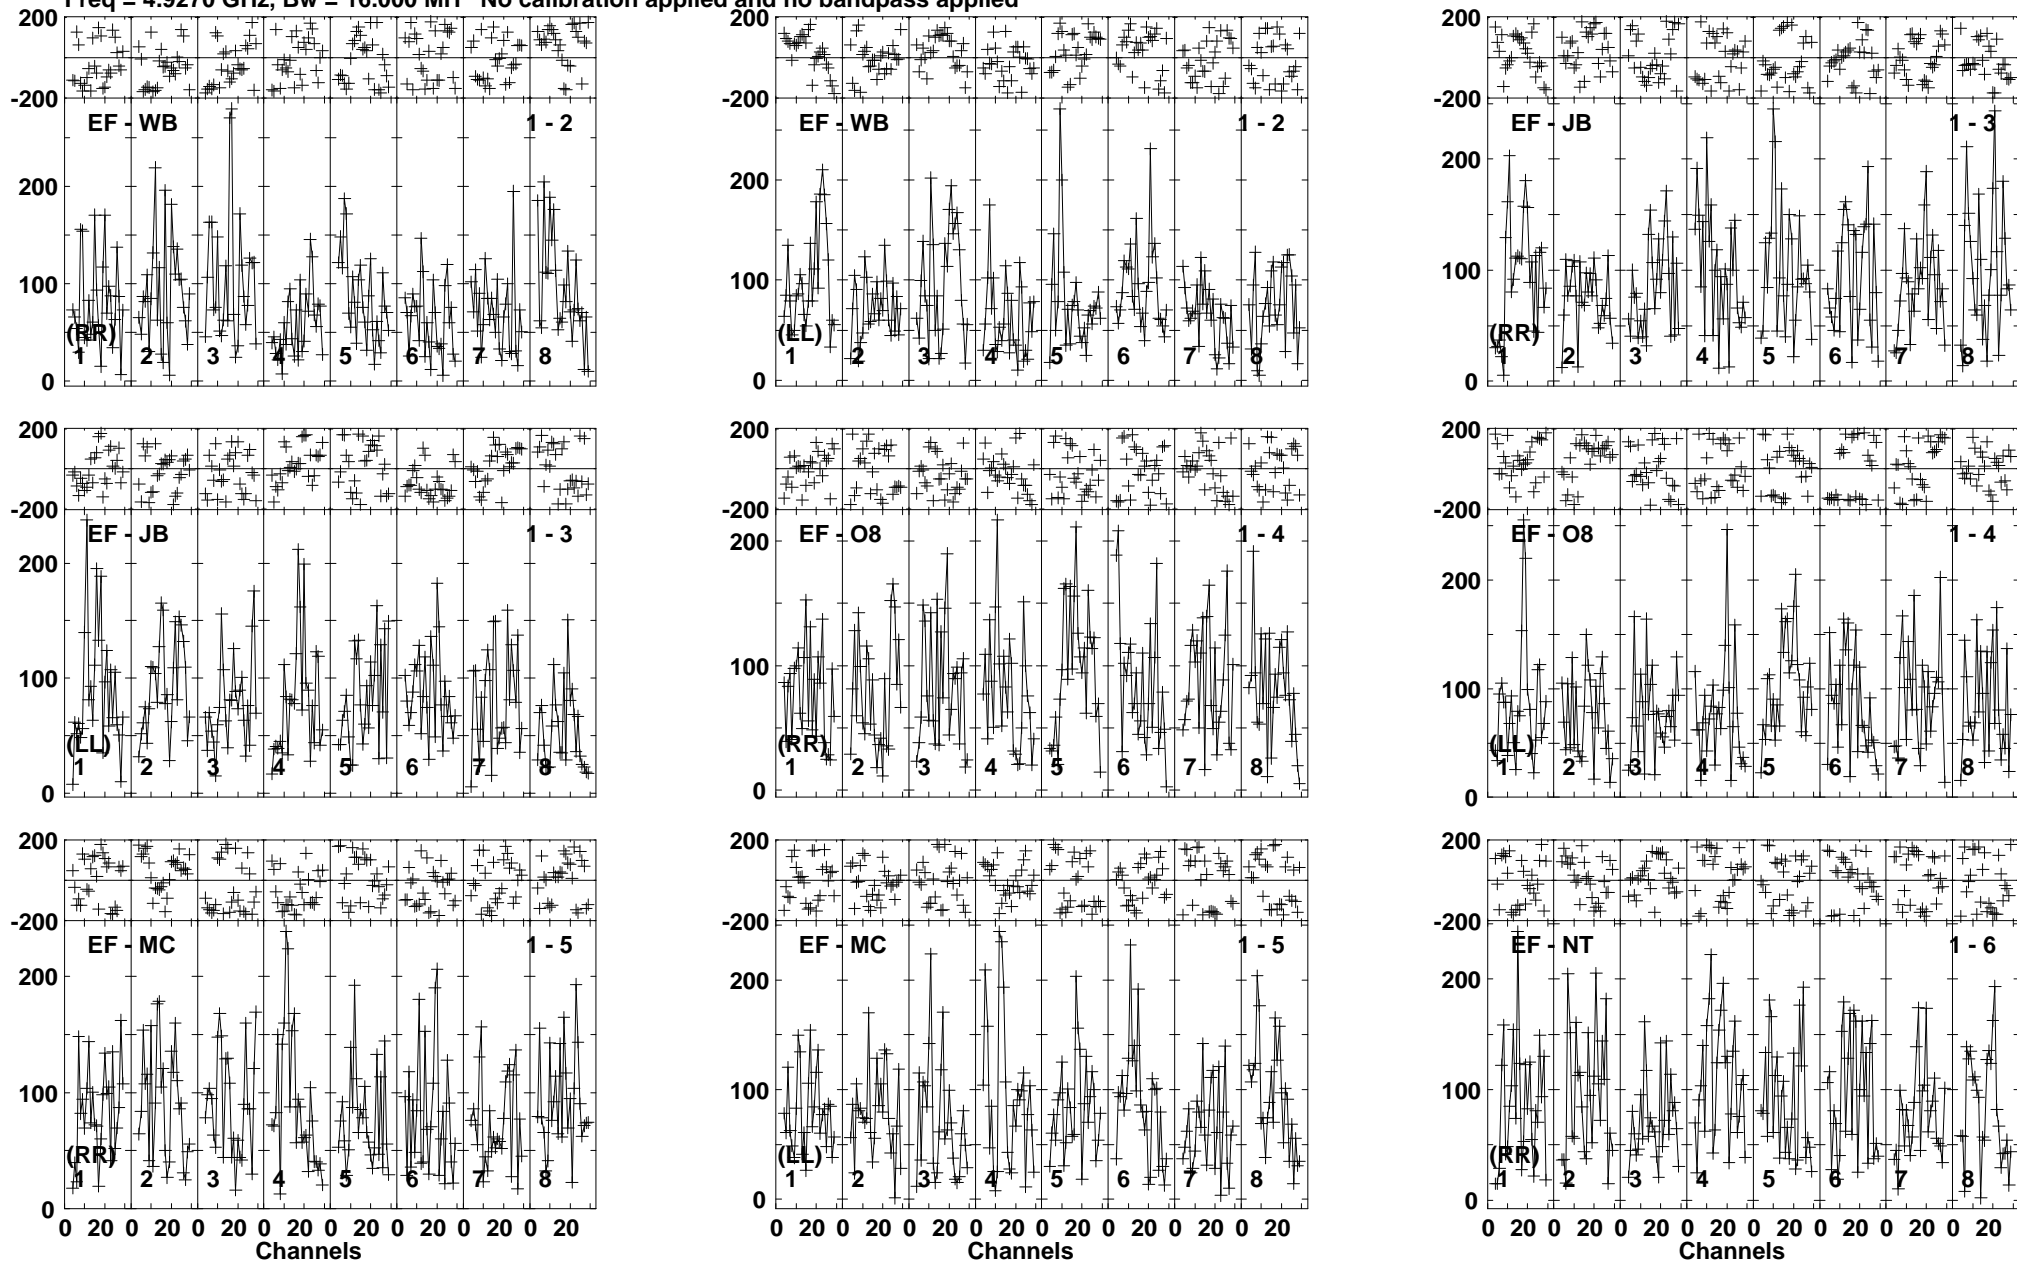 Freq = 4.9270 GHz, Bw = 16.000 MH No calibration applied and no bandpass applied
200 200 200
-200 -200 -200
EF - WB 1 - 2 EF - WB 1 - 2 EF - JB 1 - 3
200 200 200
100 100 100
(RR) (LL) (RR)
1 2 3 4 5 6 7 8 1 2 3 4 5 6 7 8 1 2 3 4 5 6 7 8
0 0 0
200 200 200
-200 -200 -200
EF - JB 1 - 3 EF - O8 1 - 4 EF - O8 1 - 4
200 200 200
100 100 100
(LL) (RR) (LL)
1 2 3 4 5 6 7 8 1 2 3 4 5 6 7 8 1 2 3 4 5 6 7 8
0 0 0
200 200 200
-200 -200 -200
EF - MC 1 - 5 EF - MC 1 - 5 EF - NT 1 - 6
200 200 200
100 100 100
(RR) (LL) (RR)
1 2 3 4 5 6 7 8 1 2 3 4 5 6 7 8 1 2 3 4 5 6 7 8
0 0 0
0 20 0 20 0 20 0 20 0 20 0 20 0 20 0 20 0 20 0 20 0 20 0 20 0 20 0 20 0 20 0 20 0 20 0 20 0 20 0 20 0 20 0 20 0 20 0 20
Channels Channels Channels